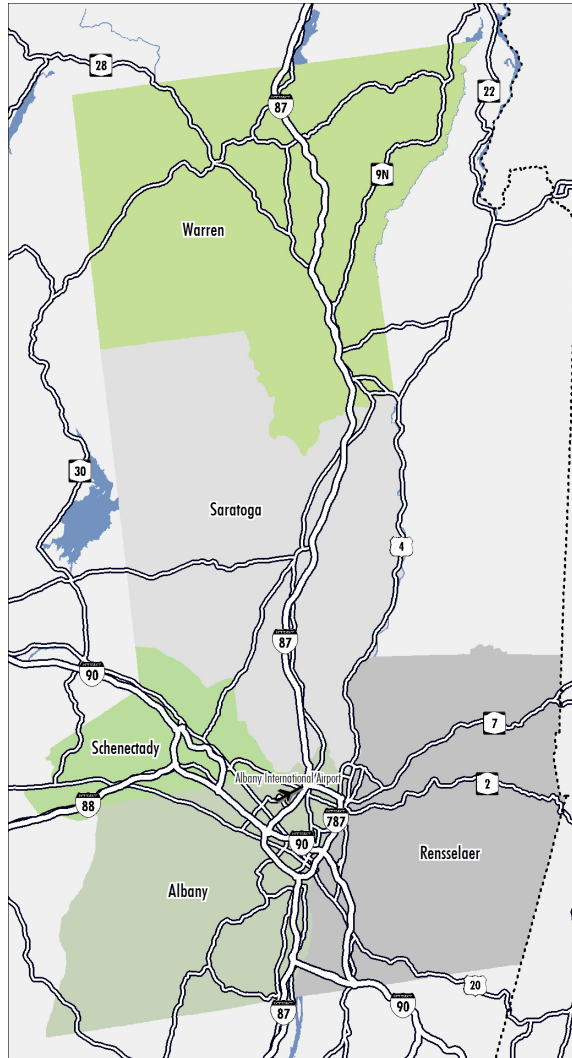 28
87
22
9N
Warren
30
Saratoga
4
87
90
7
Schenectady
Albany International Airport
2
88
787
90
Rensselaer
Albany
20
90
87